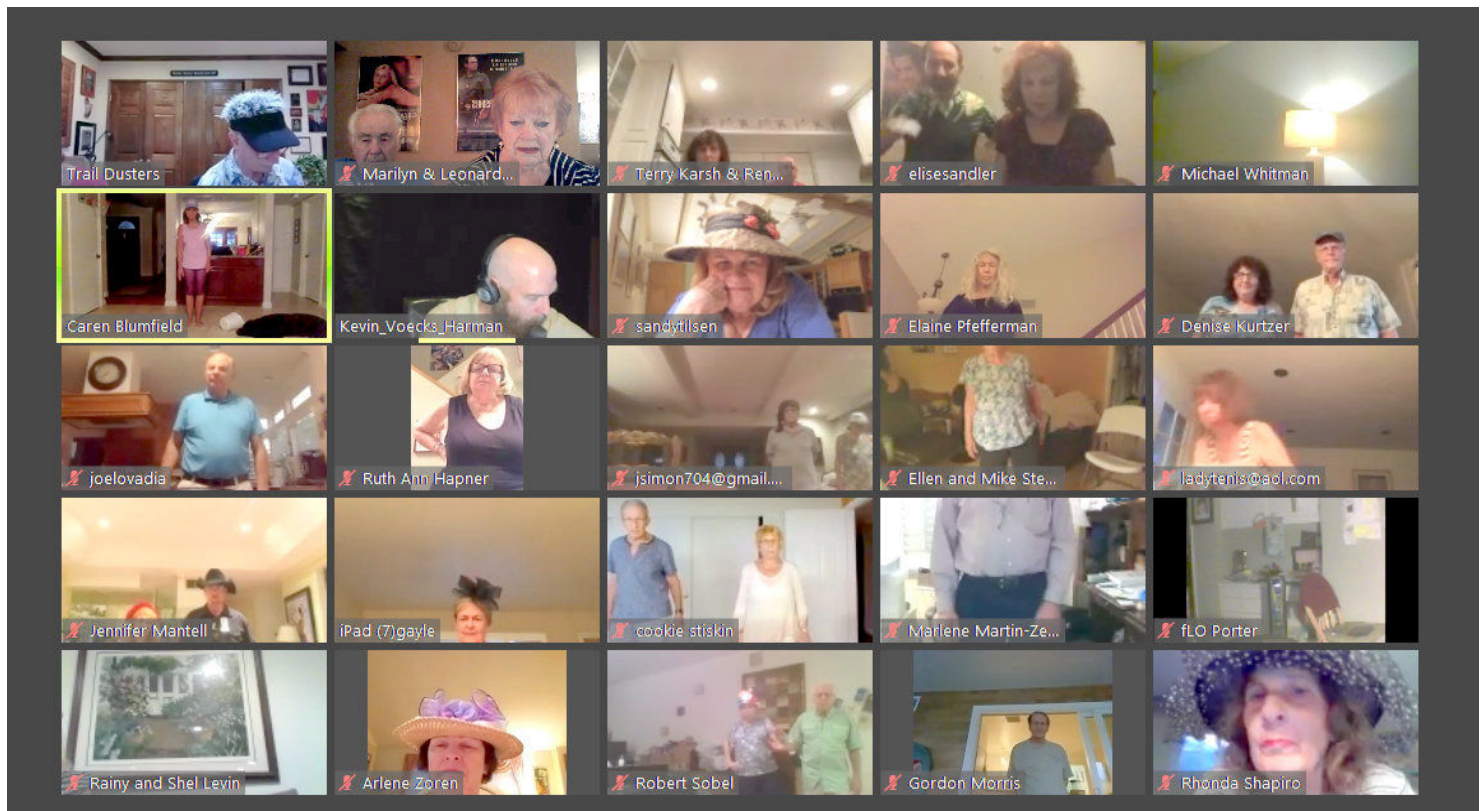 Trail Dusters
Marilyn & Leonard...
Terry Karsh & Ren...
elisesandler
Michael Whitman
Caren Blumfield
Kevin_Voecks_Harman
sandytilsen
Elaine Pfefferman
Denise Kurtzer
joelovadia
Ruth Ann Hapner
jsimon704@gmail....
Ellen and Mike Ste...
ladytenis@aol.com
Jennifer Mantell
iPad (7)gayle
cookie stiskin
Marlene Martin-Ze...
fLO Porter
Rainy and Shel Levin
Arlene Zoren
Robert Sobel
Gordon Morris
Rhonda Shapiro